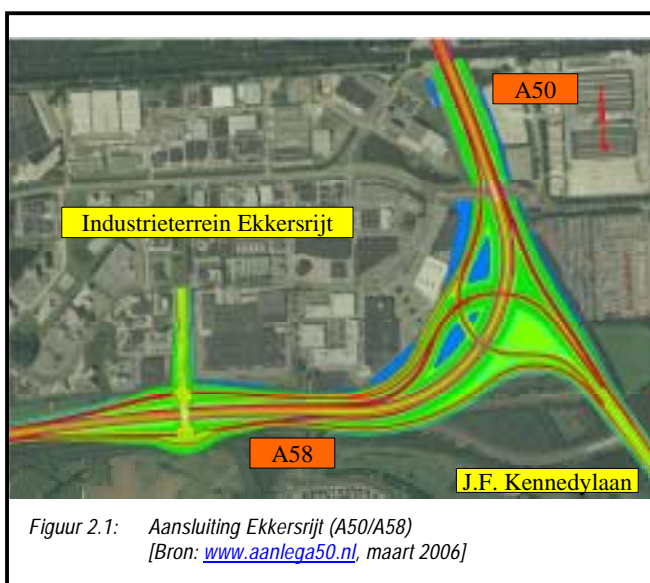 A50
Industrieterrein Ekkersrijt
A58
J.F. Kennedylaan
Figuur 2.1: Aansluiting Ekkersrijt (A50/A58)
[Bron: www.aanlega50.nl, maart 2006]